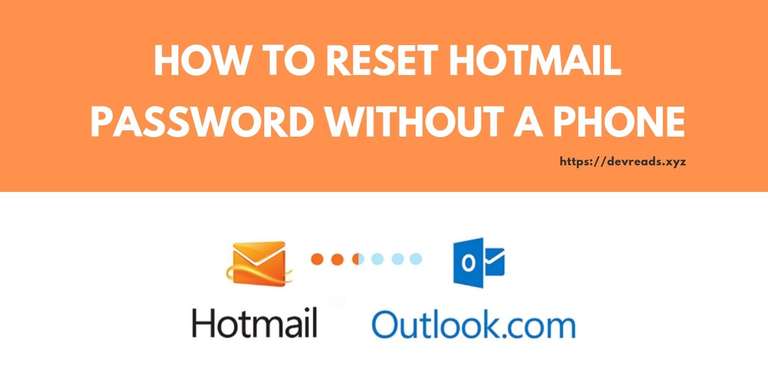 HOW TO RESET HOTMAIL
PASSWORD WITHOUT A PHONE
https://devreads.xyz
O
Hotmail
Outlook.com